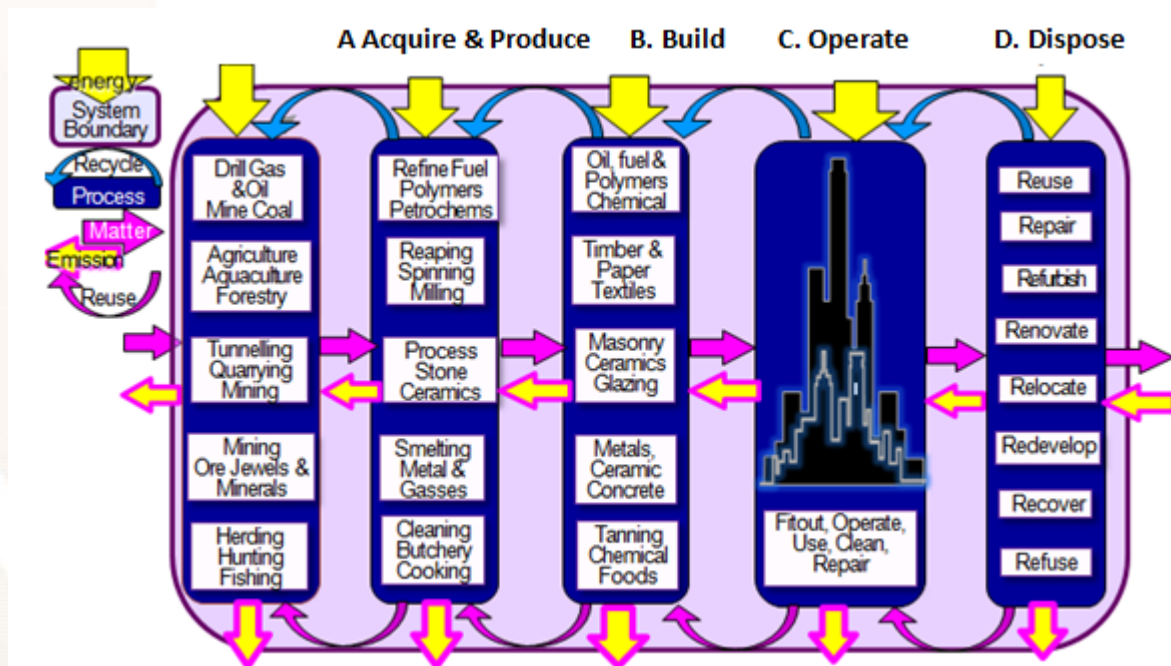 A Acquire & Produce
B. Build
C. Operate
D. Dispose
energy
System
Boundary
Recycle
Process
Matter
Emission
Reuse
Drill Gas
&Oil
Mine Coal
Agriculture
Aquaculture
Forestry
Tunnelling
Quarrying
Mining
Mining
Ore Jewels &
Minerals
Herding
Hunting
Fishing
Refine Fuel
Polymers
Petrochems
Reaping
Spinning
Milling
Process
Stone
Ceramics
Smelting
Metal &
Gasses
Cleaning
Butchery
Cooking
Oil, fuel &
Polymers
Chemical
Timber &
Paper
Textiles
Masonry
Ceramics
Glazing
Metals,
Ceramic
Concrete
Tanning
Chemical
Foods
Fitout, Operate,
Use, Clean,
Repair
Reuse
Repair
Refurbish
Renovate
Relocate
Redevelop
Recover
Refuse